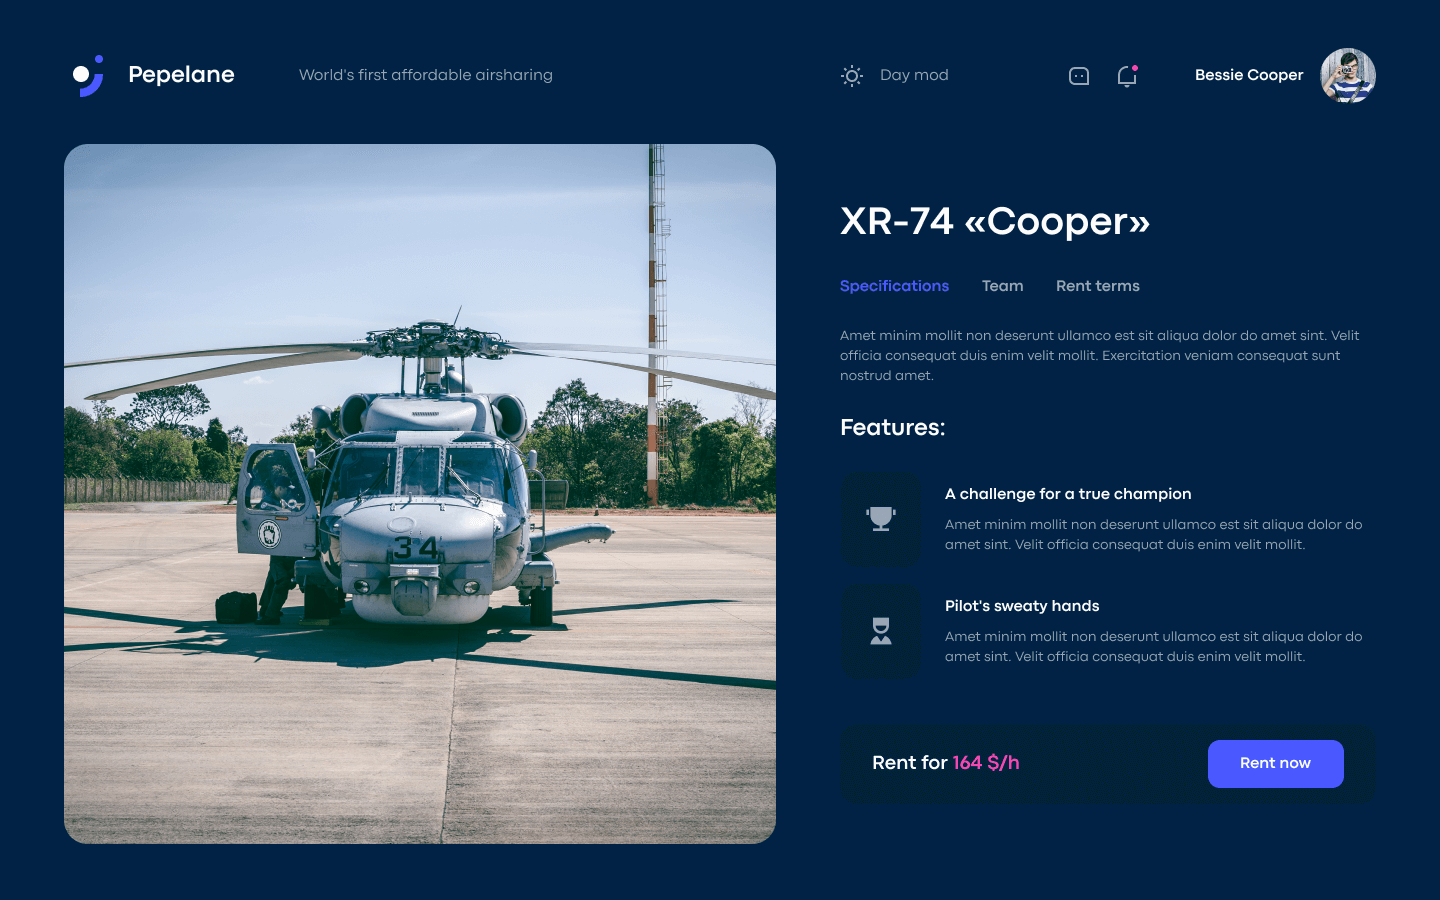 Pepelane
World's first affordable airsharing
Day mod
Bessie Cooper
XR-74 «Cooper»
Specifications
Team
Rent terms
Amet minim mollit non deserunt ullamco est sit aliqua dolor do amet sint. Velit
officia consequat duis enim velit mollit. Exercitation veniam consequat sunt
nostrud amet.
Features:
A challenge for a true champion
Amet minim mollit non deserunt ullamco est sit aliqua dolor do
amet sint. Velit officia consequat duis enim velit mollit.
Pilot's sweaty hands
Amet minim mollit non deserunt ullamco est sit aliqua dolor do
amet sint. Velit officia consequat duis enim velit mollit.
Rent for 164 $/h
Rent now
34